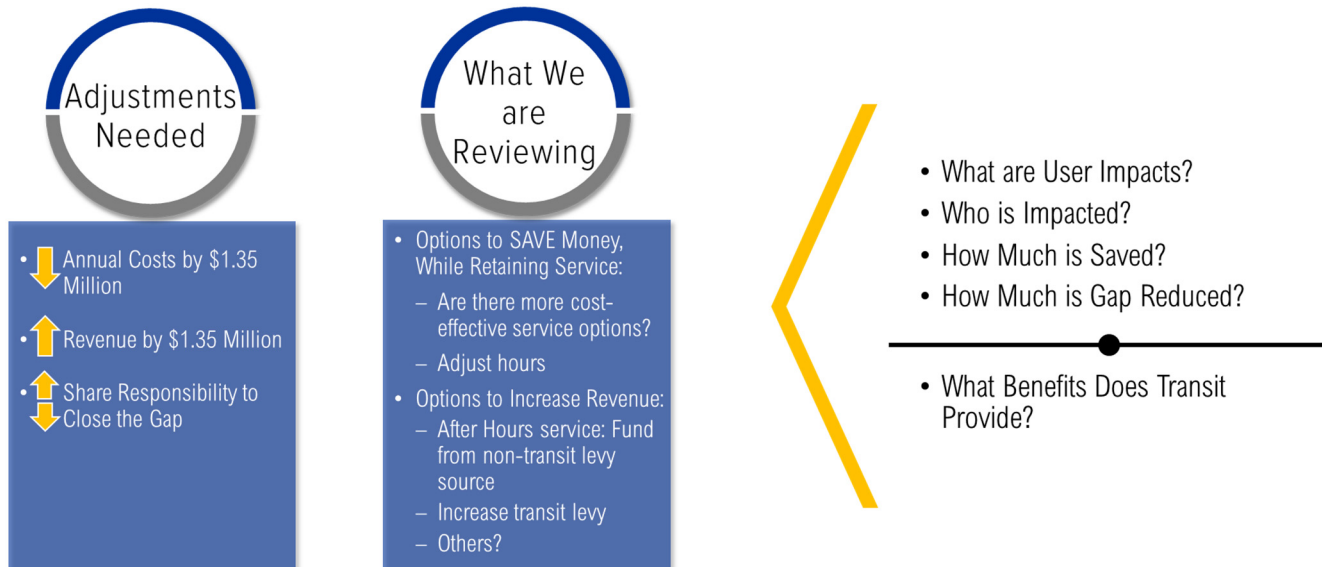 Adjustments
Needed
• Annual Costs by $1.35
Million
• Revenue by $1.35 Million
• Share Responsibility to
Close the Gap
What We
are
Reviewing
• Options to SAVE Money,
While Retaining Service:
– Are there more cost-
effective service options?
– Adjust hours
• Options to Increase Revenue:
– After Hours service: Fund
from non-transit levy
source
– Increase transit levy
– Others?
• What are User Impacts?
• Who is Impacted?
• How Much is Saved?
• How Much is Gap Reduced?
• What Benefits Does Transit
Provide?